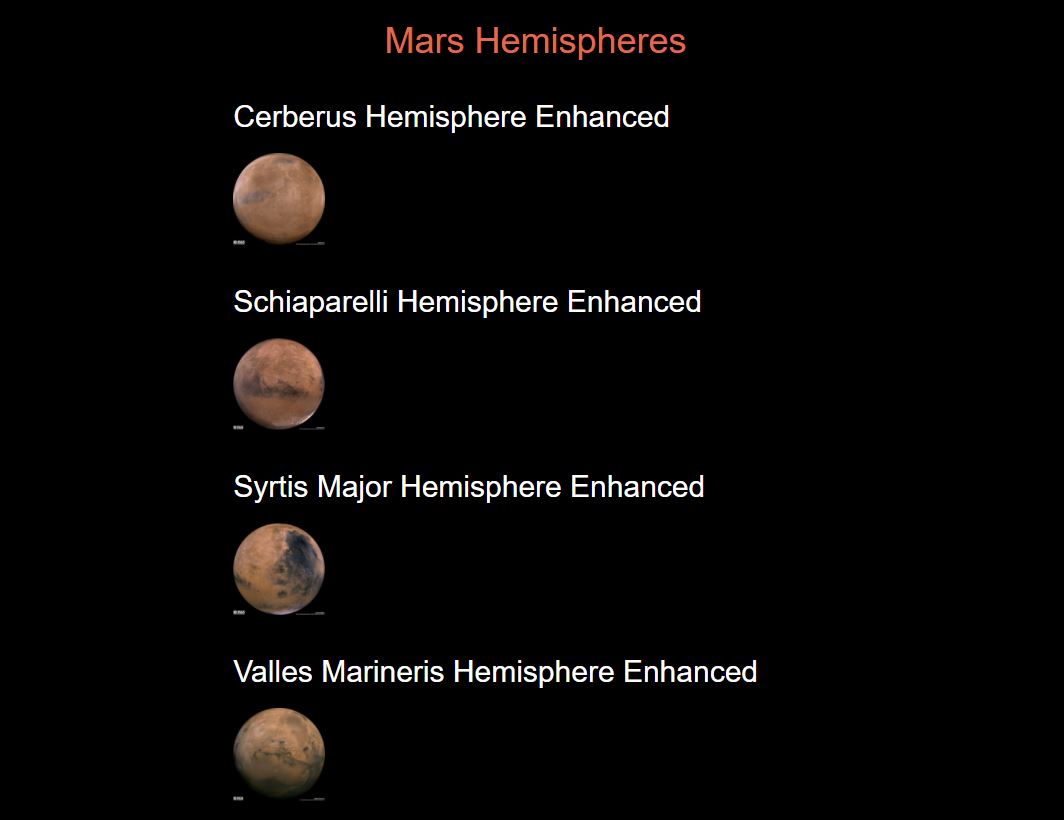 Mars Hemispheres
Cerberus Hemisphere Enhanced
Schiaparelli Hemisphere Enhanced
Syrtis Major Hemisphere Enhanced
Valles Marineris Hemisphere Enhanced